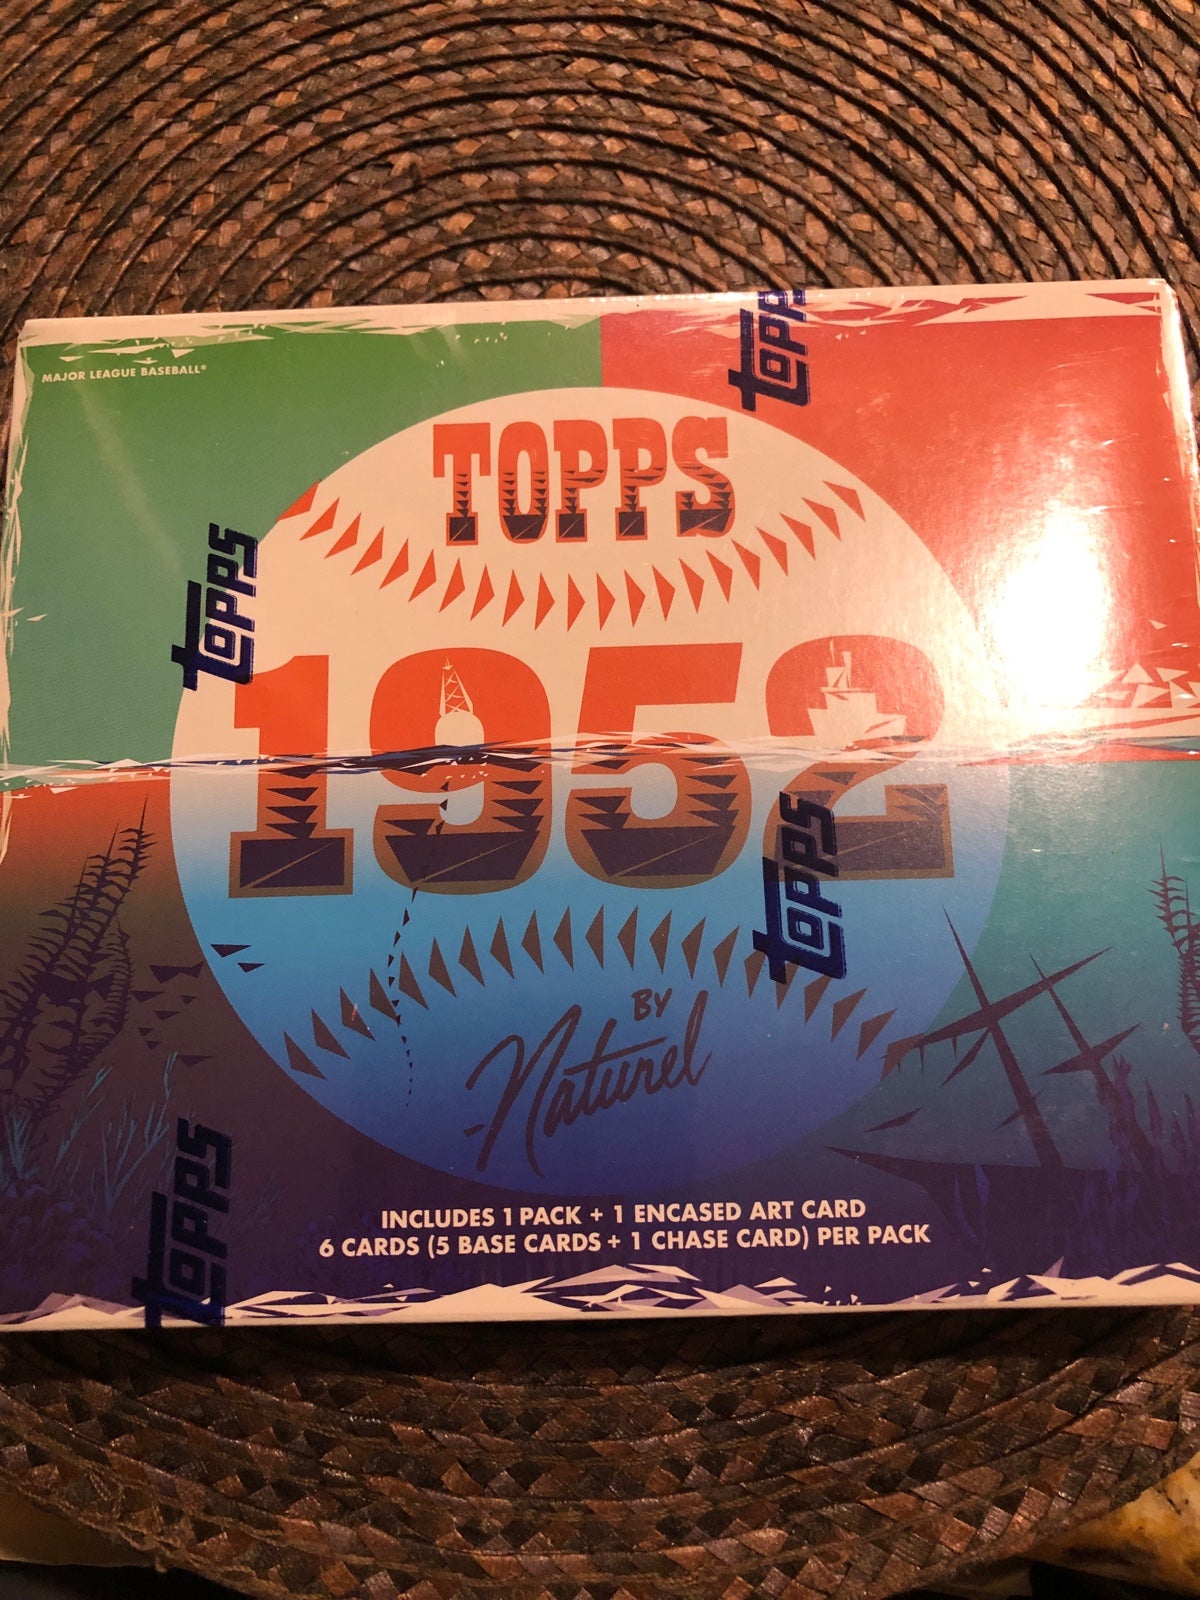 MAJOR LEAGUE BASEBALL®
Topps
TOPPS
Topps
1952
Topps
BY
Naturel
Topps
INCLUDES 1 PACK + 1 ENCASED ART CARD
6 CARDS (5 BASE CARDS + 1 CHASE CARD) PER PACK